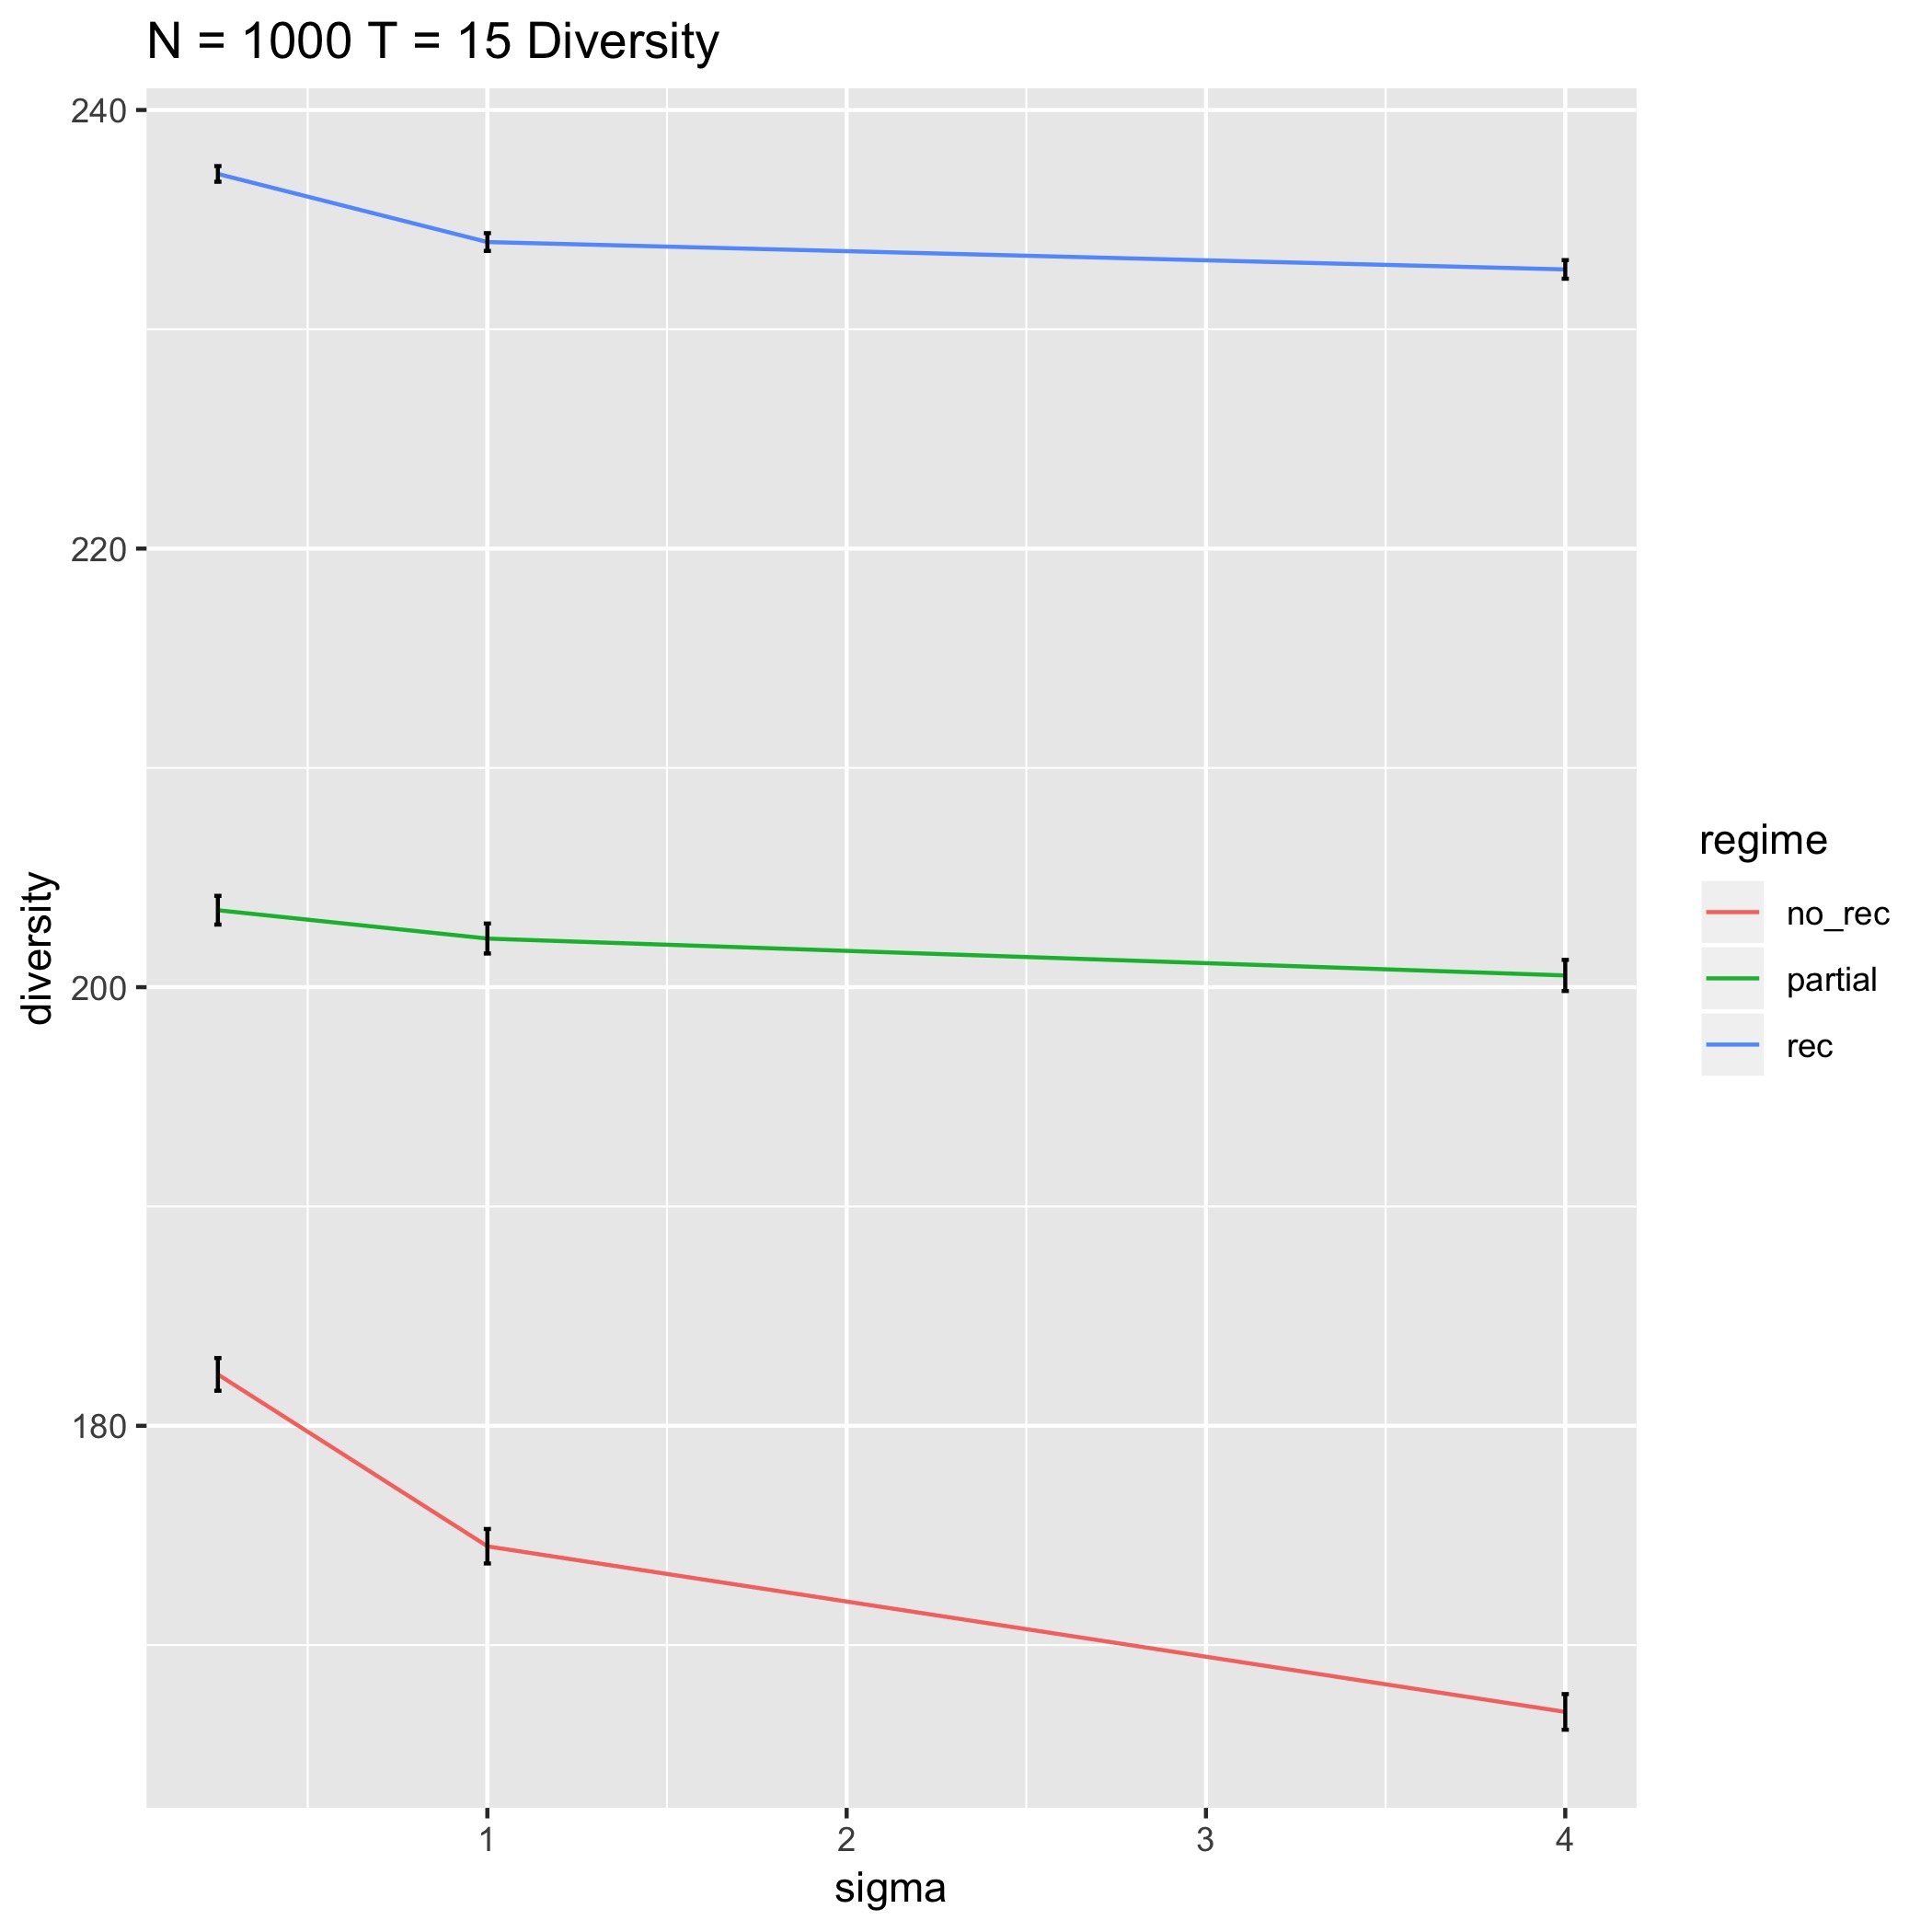 N = 1000 T = 15 Diversity
240
220
200
180
diversity
1
2
3
4
sigma
regime
no_rec
partial
rec